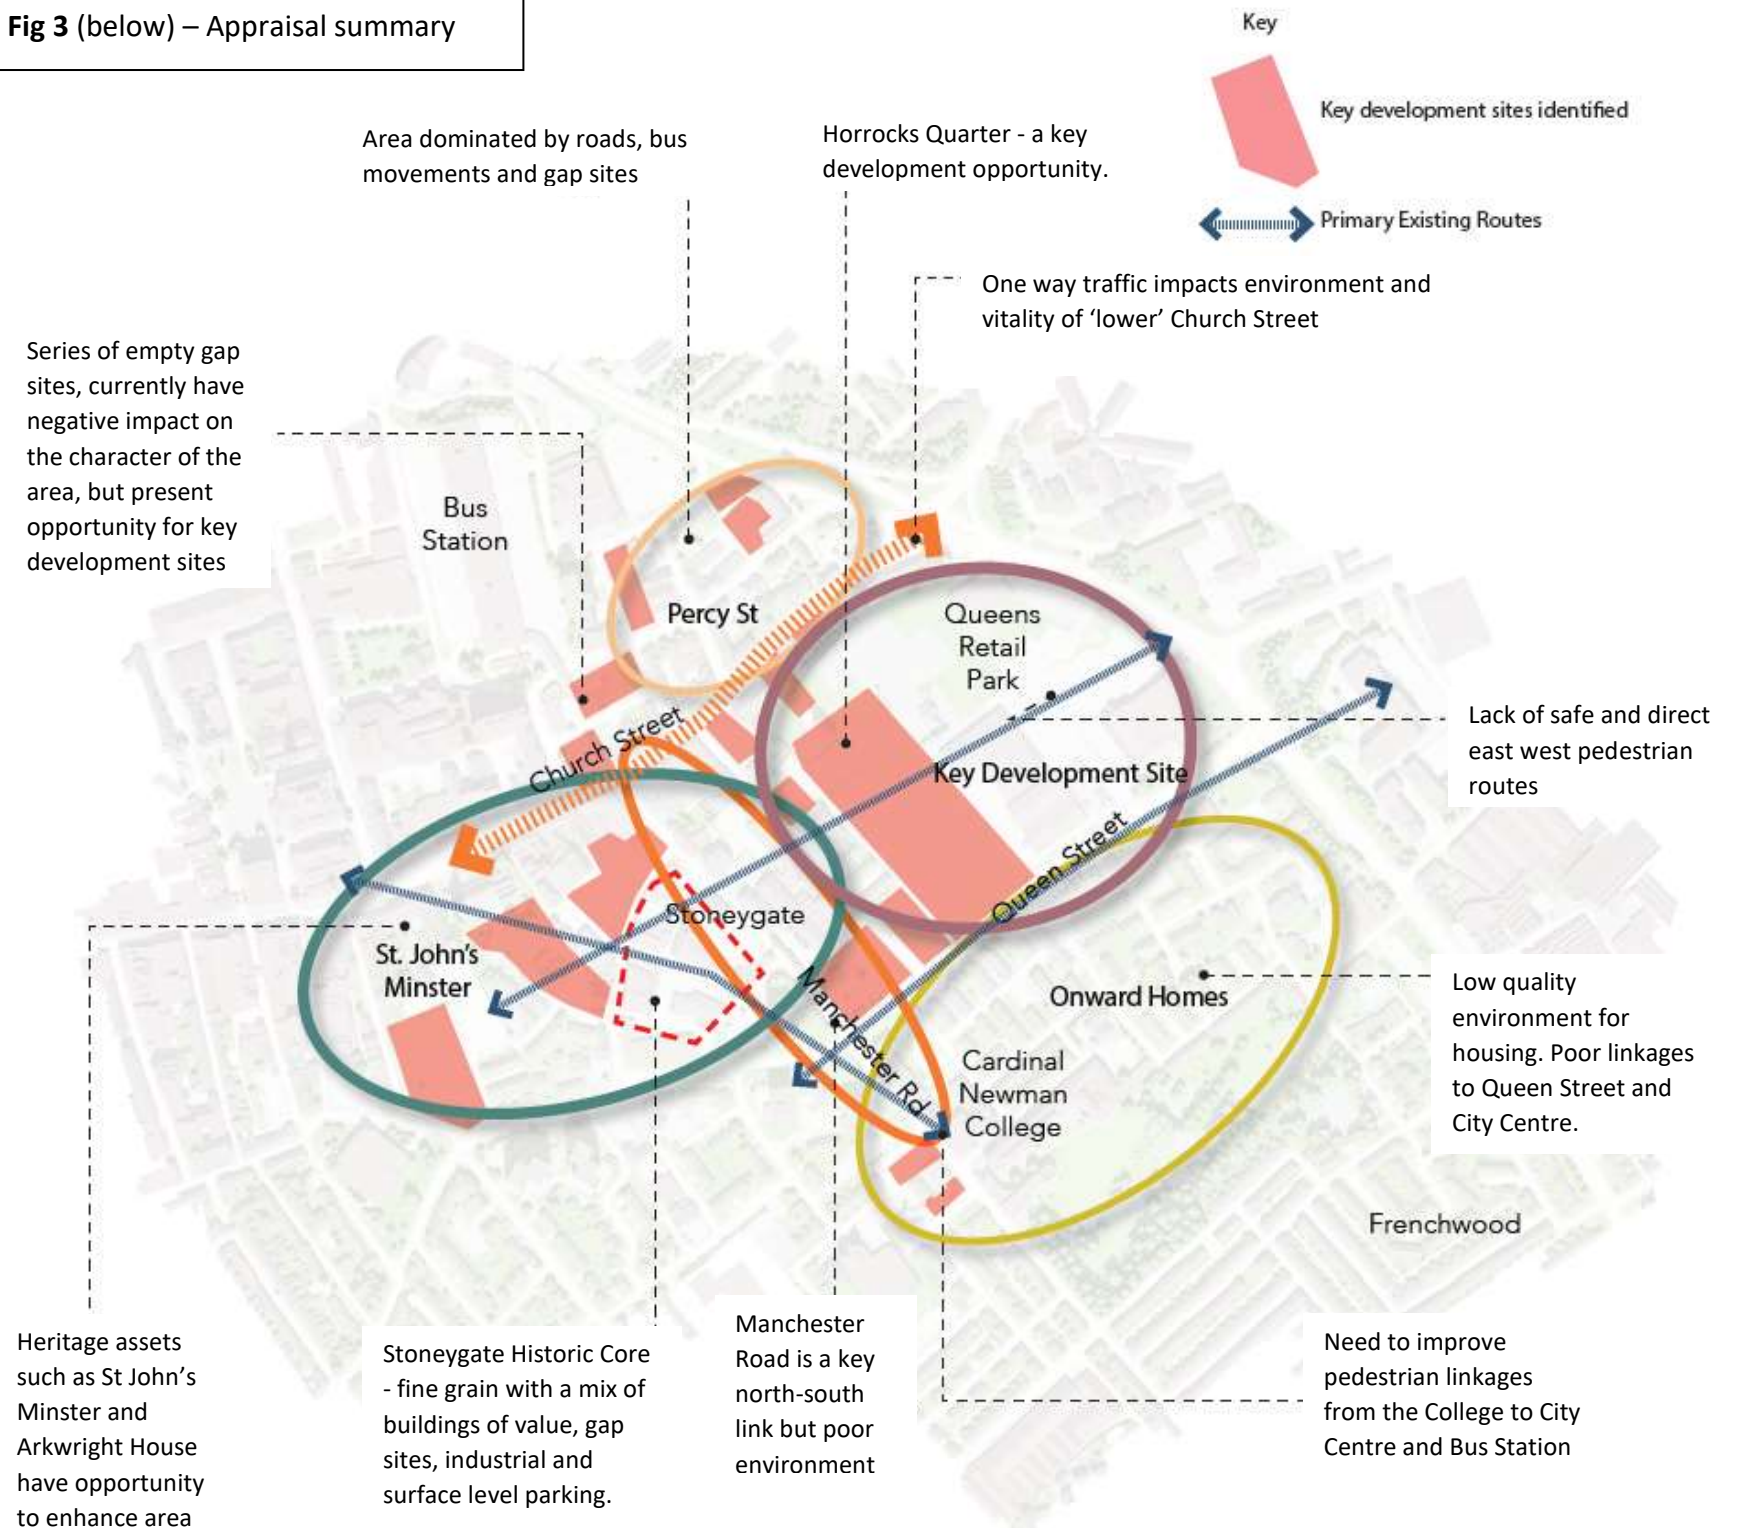 Fig 3 (below) – Appraisal summary
Key
Key development sites identified
Primary Existing Routes
Area dominated by roads, bus
movements and gap sites
Horrocks Quarter - a key
development opportunity.
One way traffic impacts environment and
vitality of ‘lower’ Church Street
Series of empty gap
sites, currently have
negative impact on
the character of the
area, but present
opportunity for key
development sites
Bus
Station
Percy St
Queens
Retail
Park
Church Street
Key Development Site
Lack of safe and direct
east west pedestrian
routes
Queen Street
Stoneygate
St. John's
Minster
Manchester Rd
Onward Homes
Cardinal
Newman
College
Low quality
environment for
housing. Poor linkages
to Queen Street and
City Centre.
Frenchwood
Heritage assets
such as St John’s
Minster and
Arkwright House
have opportunity
to enhance area
Stoneygate Historic Core
- fine grain with a mix of
buildings of value, gap
sites, industrial and
surface level parking.
Manchester
Road is a key
north-south
link but poor
environment
Need to improve
pedestrian linkages
from the College to City
Centre and Bus Station